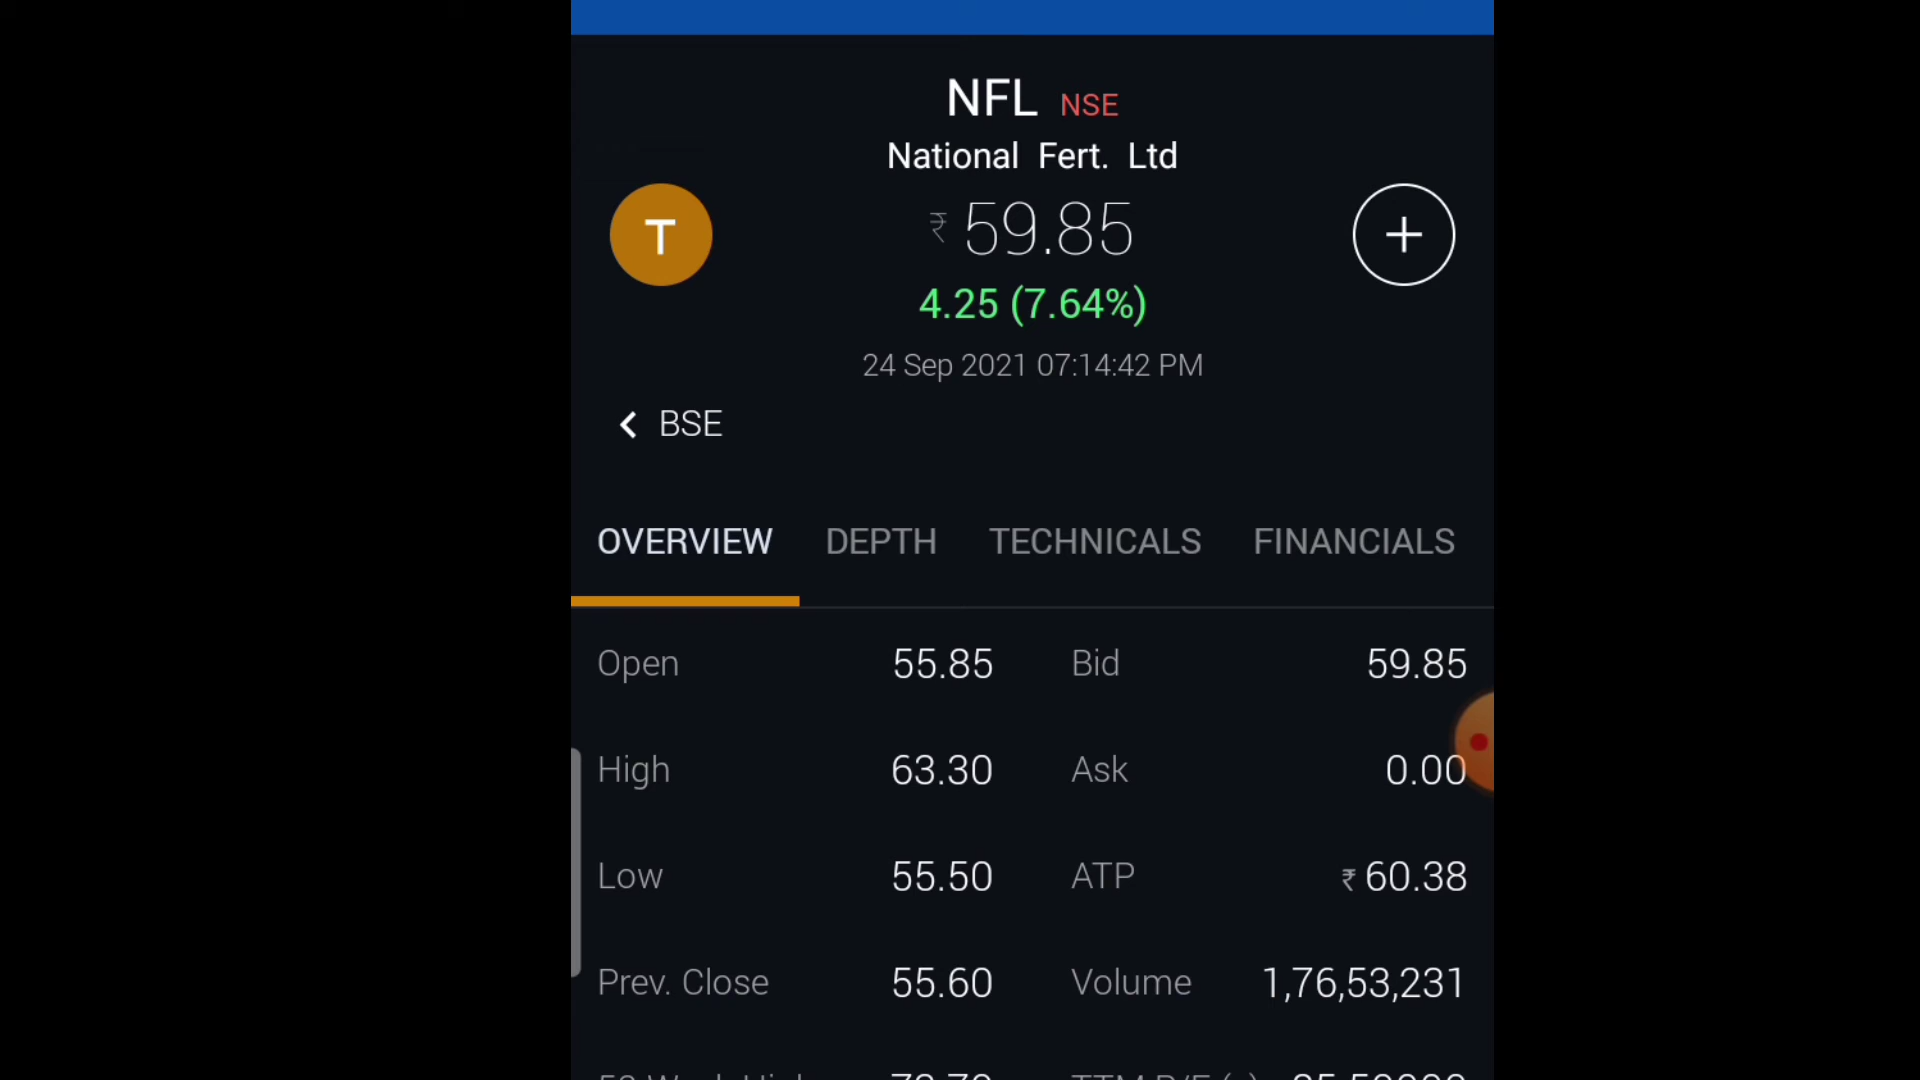 NFL NSE
National Fert. Ltd
T
₹ 59.85
+
4.25 (7.64%)
24 Sep 2021 07:14:42 PM
BSE
OVERVIEW DEPTH TECHNICALS FINANCIALS
Open 55.85 Bid 59.85
High 63.30 Ask 0.00
Low 55.50 ATP ₹ 60.38
Prev. Close 55.60 Volume 1,76,53,231